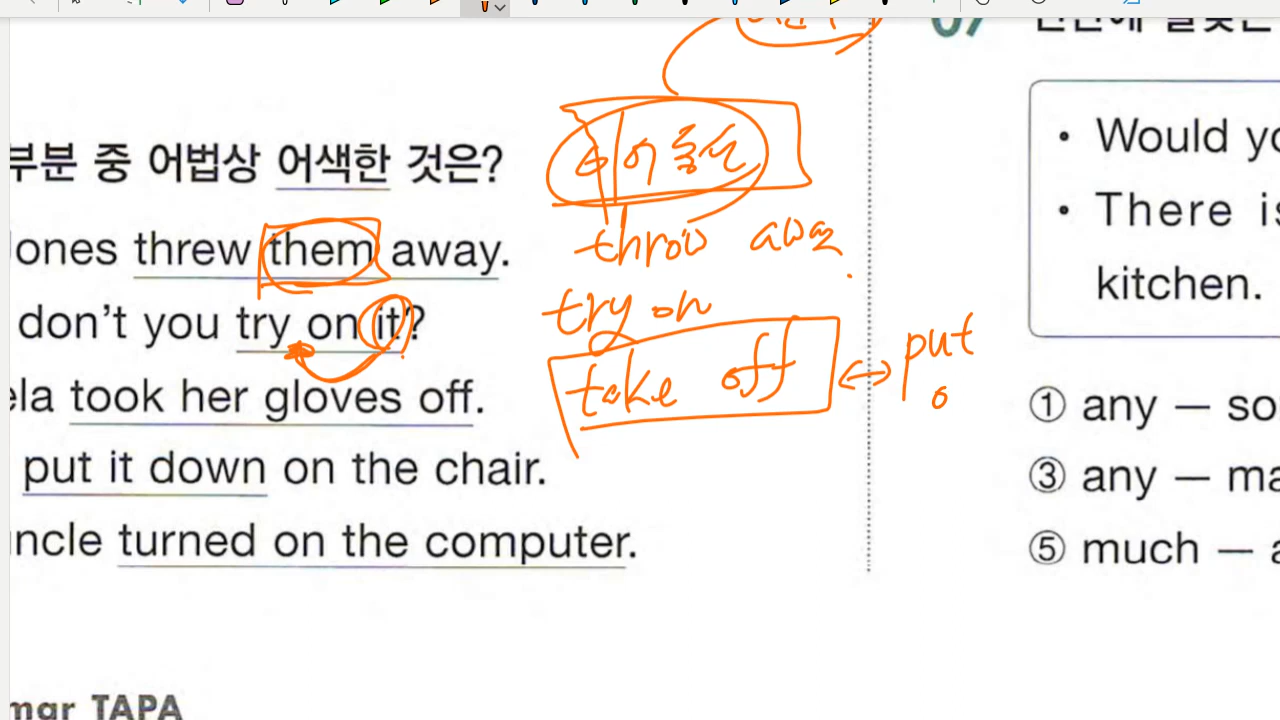 부분 중 어법상 어색한 것은?
ones threw them away.
don't you try on it?
ela took her gloves off.
put it down on the chair.
ncle turned on the computer.
throw away
try on
take off ↔ put o
07
• Would yo
• There is
kitchen.
① any — so
③ any — ma
⑤ much — a
mar TAPA